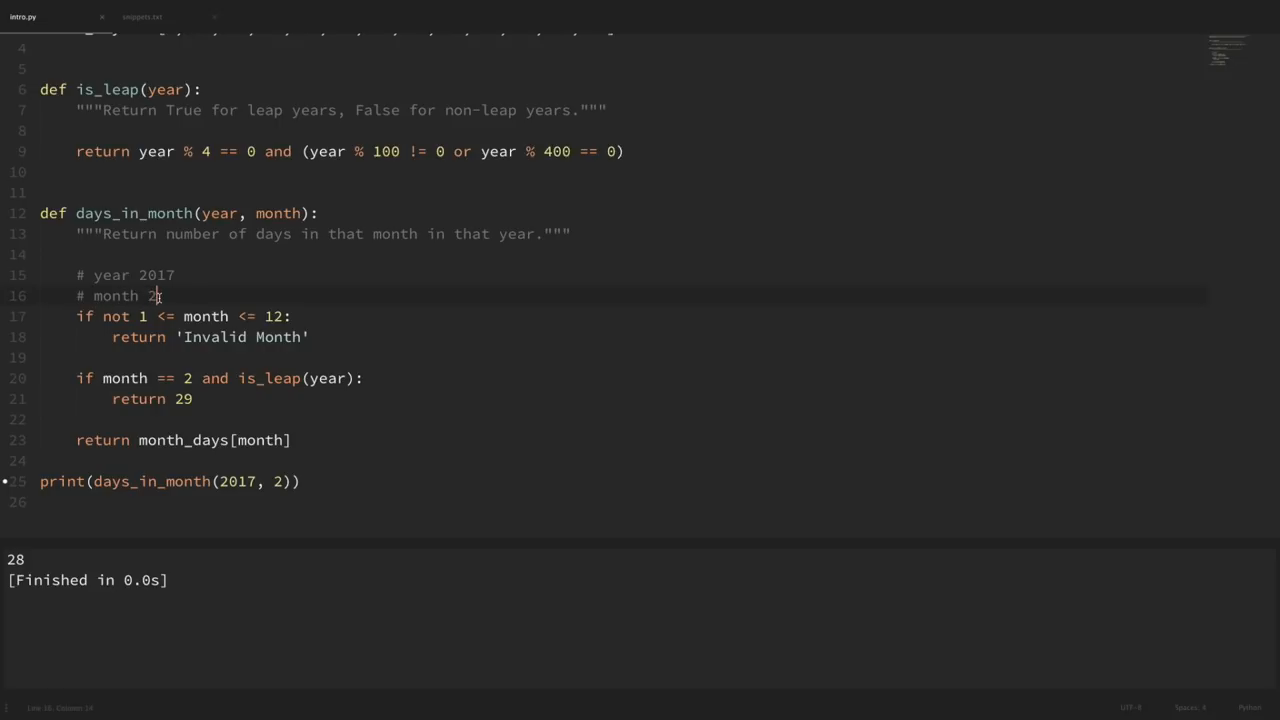 intro.py × snippets.txt ×
4
5
6 def is_leap(year):
7 """Return True for leap years, False for non-leap years."""
8
9 return year % 4 == 0 and (year % 100 != 0 or year % 400 == 0)
10
11
12 def days_in_month(year, month):
13 """Return number of days in that month in that year."""
14
15 # year 2017
16 # month 2
17 if not 1 <= month <= 12:
18 return 'Invalid Month'
19
20 if month == 2 and is_leap(year):
21 return 29
22
23 return month_days[month]
24
25 print(days_in_month(2017, 2))
26
28
[Finished in 0.0s]
Line 16, Column 14 UTF-8 Spaces: 4 Python